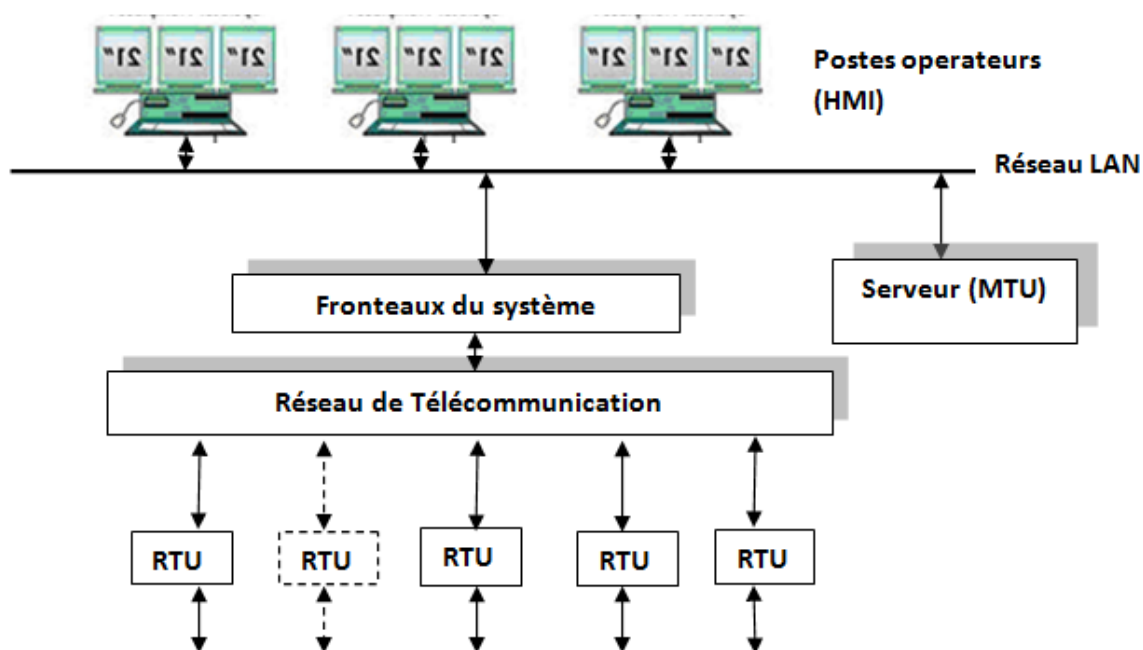 21" 21" 21" 21" 21" 21" 21" 21" 21"
Postes operateurs
(HMI)
Réseau LAN
Fronteaux du système
Serveur (MTU)
Réseau de Télécommunication
RTU RTU RTU RTU RTU